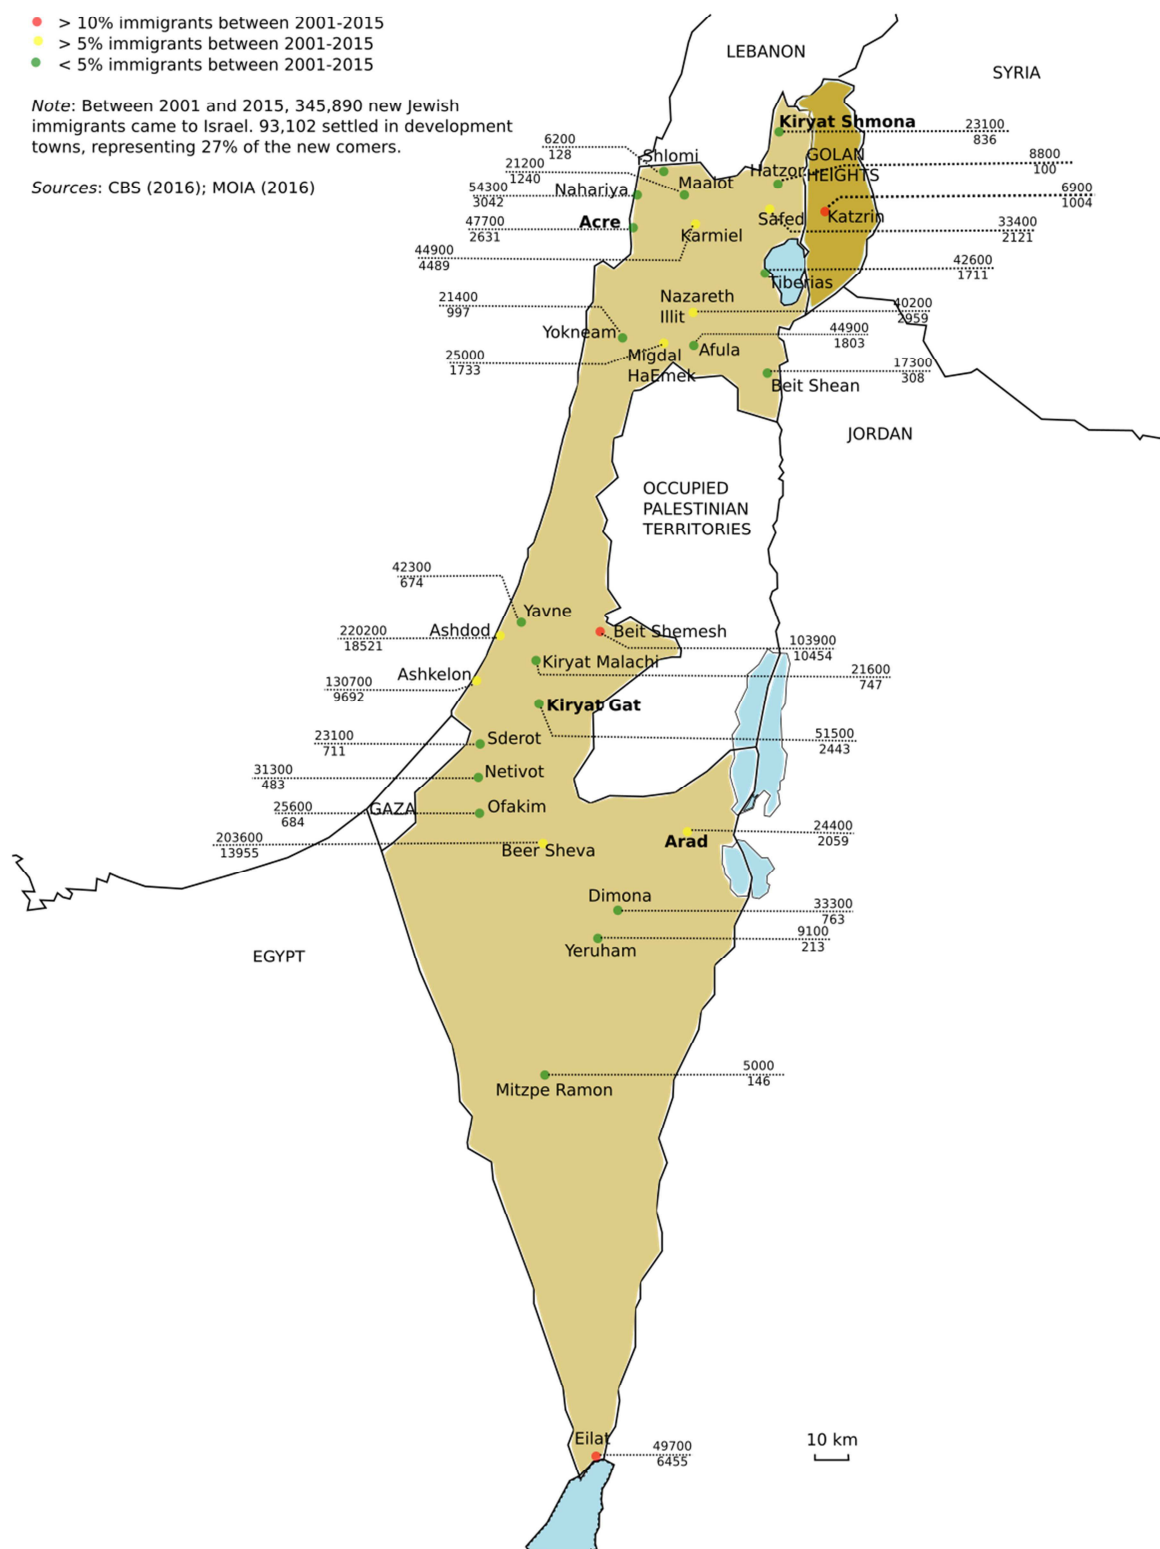 > 10% immigrants between 2001-2015
> 5% immigrants between 2001-2015
< 5% immigrants between 2001-2015
Note: Between 2001 and 2015, 345,890 new Jewish
immigrants came to Israel. 93,102 settled in development
towns, representing 27% of the new comers.
Sources: CBS (2016); MOIA (2016)
LEBANON
SYRIA
Kiryat Shmona
23100
836
6200
128
Shlomi
GOLAN
HEIGHTS
8800
100
21200
1240
Maalot
Hatzor
54300
3042
Nahariya
6900
1004
Katzrin
47700
2631
Acre
Safed
33400
2121
Karmiel
44900
4489
42600
1711
Tiberias
21400
997
Nazareth
Illit
40200
2959
Yokneam
44900
1803
Afula
25000
1733
Migdal
HaEmek
17300
308
Beit Shean
JORDAN
OCCUPIED
PALESTINIAN
TERRITORIES
42300
674
Yavne
220200
18521
Ashdod
Beit Shemesh
103900
10454
Kiryat Malachi
21600
747
Ashkelon
130700
9692
Kiryat Gat
51500
2443
23100
711
Sderot
31300
483
Netivot
25600
684
GAZA
Ofakim
203600
13955
Beer Sheva
Arad
24400
2059
Dimona
33300
763
9100
213
Yeruham
EGYPT
5000
146
Mitzpe Ramon
Eilat
49700
6455
10 km